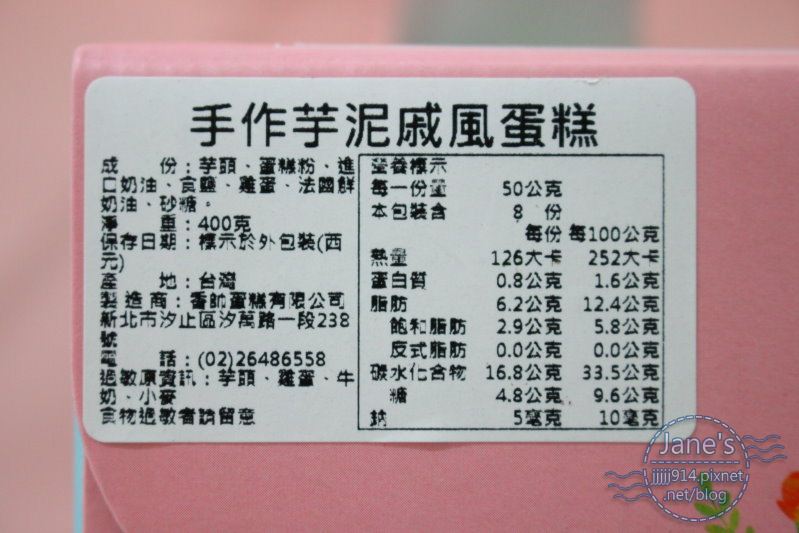 手作芋泥戚風蛋糕
成　　份：芋頭、蛋糕粉、進
口奶油、食鹽、雞蛋、法國鮮
奶油、砂糖。
淨　　重：400克
保存日期：標示於外包裝(西
元)
產　　地：台灣
製 造 商：香帥蛋糕有限公司
新北市汐止區汐萬路一段238
號
電　　話：(02)26486558
過敏原資訊：芋頭、雞蛋、牛
奶、小麥
食物過敏者請留意
營養標示
每一份量 50公克
本包裝含 8 份
每份 每100公克
熱量 126大卡 252大卡
蛋白質 0.8公克 1.6公克
脂肪 6.2公克 12.4公克
飽和脂肪 2.9公克 5.8公克
反式脂肪 0.0公克 0.0公克
碳水化合物 16.8公克 33.5公克
糖 4.8公克 9.6公克
鈉 5毫克 10毫克
Jane's
jjjjj914.pixnet
.net/blog